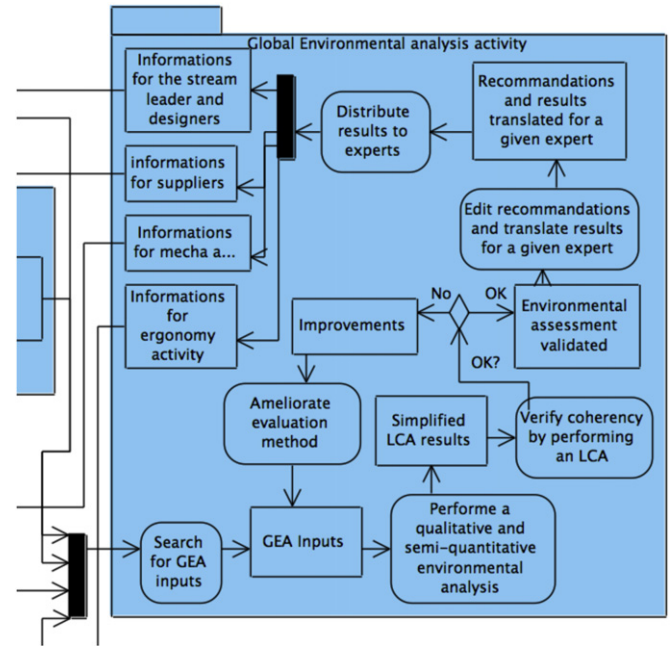 Global Environmental analysis activity
Informations
for the stream
leader and
designers
Distribute
results to
experts
Recommandations
and results
translated for a
given expert
informations
for suppliers
Edit recommandations
and translate results
for a given expert
Informations
for mecha a...
Informations
for
ergonomy
activity
No
OK
Improvements
Environmental
assessment
validated
OK?
Ameliorate
evaluation
method
Simplified
LCA results
Verify coherency
by performing
an LCA
Search
for GEA
inputs
GEA Inputs
Performe a
qualitative and
semi-quantitative
environmental
analysis